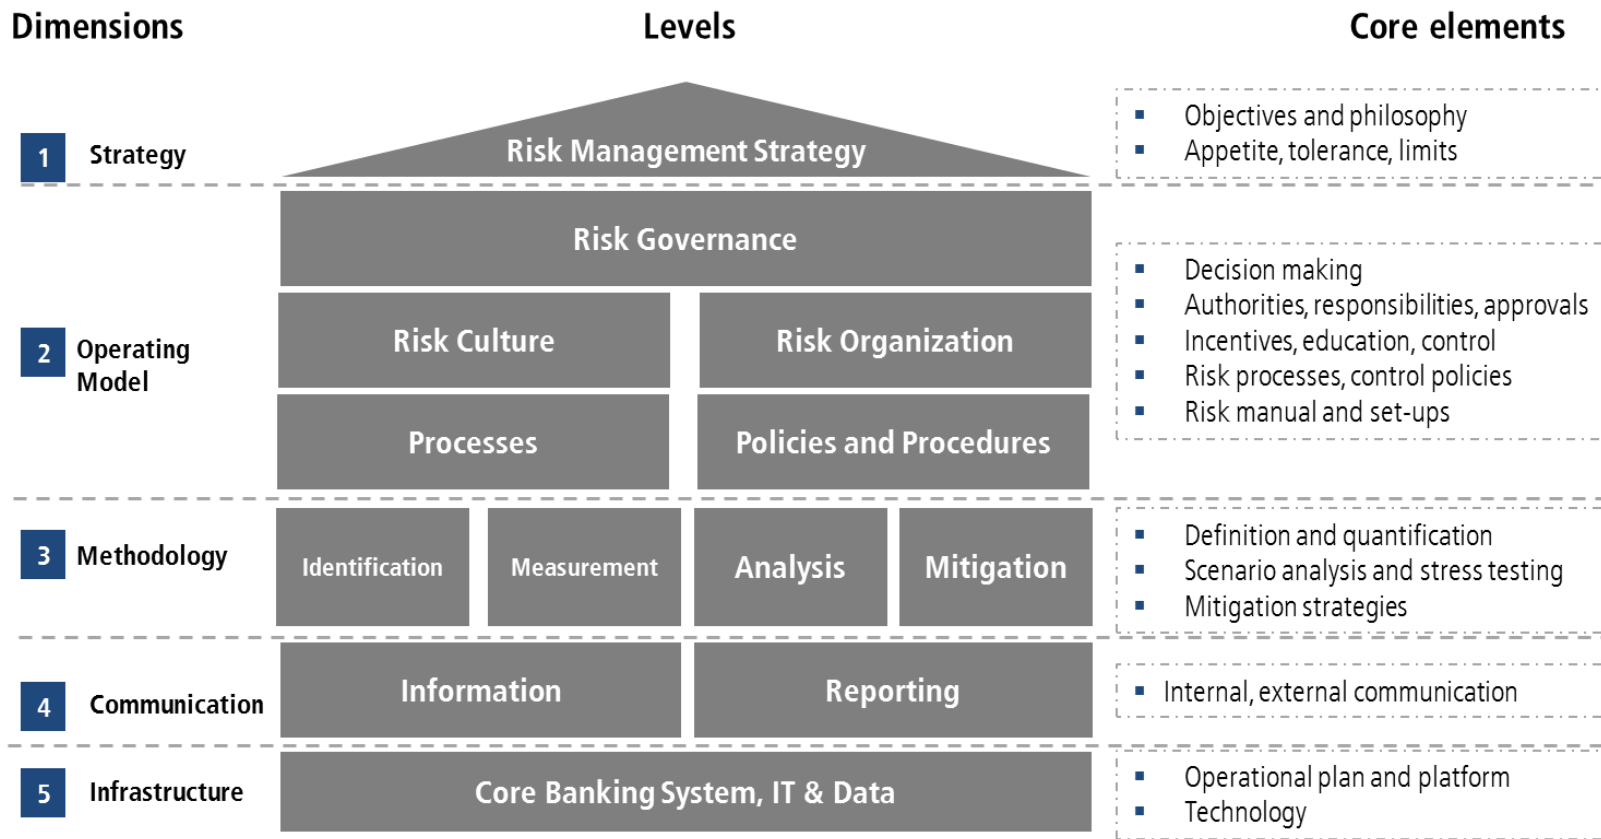 Dimensions
Levels
Core elements
1
Strategy
Risk Management Strategy
▪ Objectives and philosophy
▪ Appetite, tolerance, limits
2
Operating
Model
Risk Governance
Risk Culture
Risk Organization
Processes
Policies and Procedures
▪ Decision making
▪ Authorities, responsibilities, approvals
▪ Incentives, education, control
▪ Risk processes, control policies
▪ Risk manual and set-ups
3
Methodology
Identification
Measurement
Analysis
Mitigation
▪ Definition and quantification
▪ Scenario analysis and stress testing
▪ Mitigation strategies
4
Communication
Information
Reporting
▪ Internal, external communication
5
Infrastructure
Core Banking System, IT & Data
▪ Operational plan and platform
▪ Technology